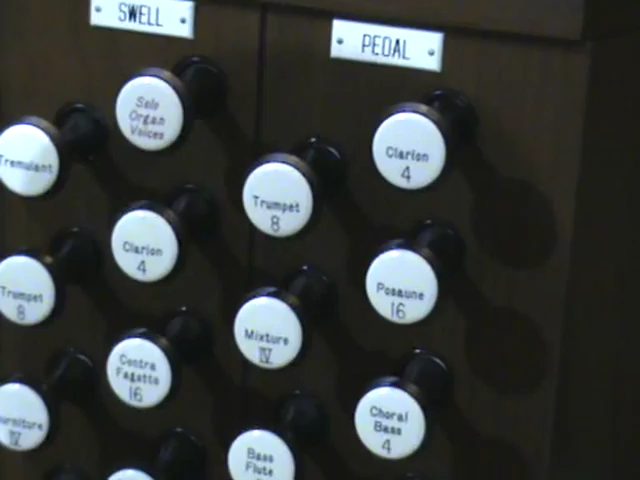 SWELL
PEDAL
Solo
Organ
Voices
Tremulant
Clarion
4
Trumpet
8
Clarion
4
Trumpet
8
Posaune
16
Mixture
IV
Contra
Fagotto
16
Choral
Bass
4
IV
Bass
Flute